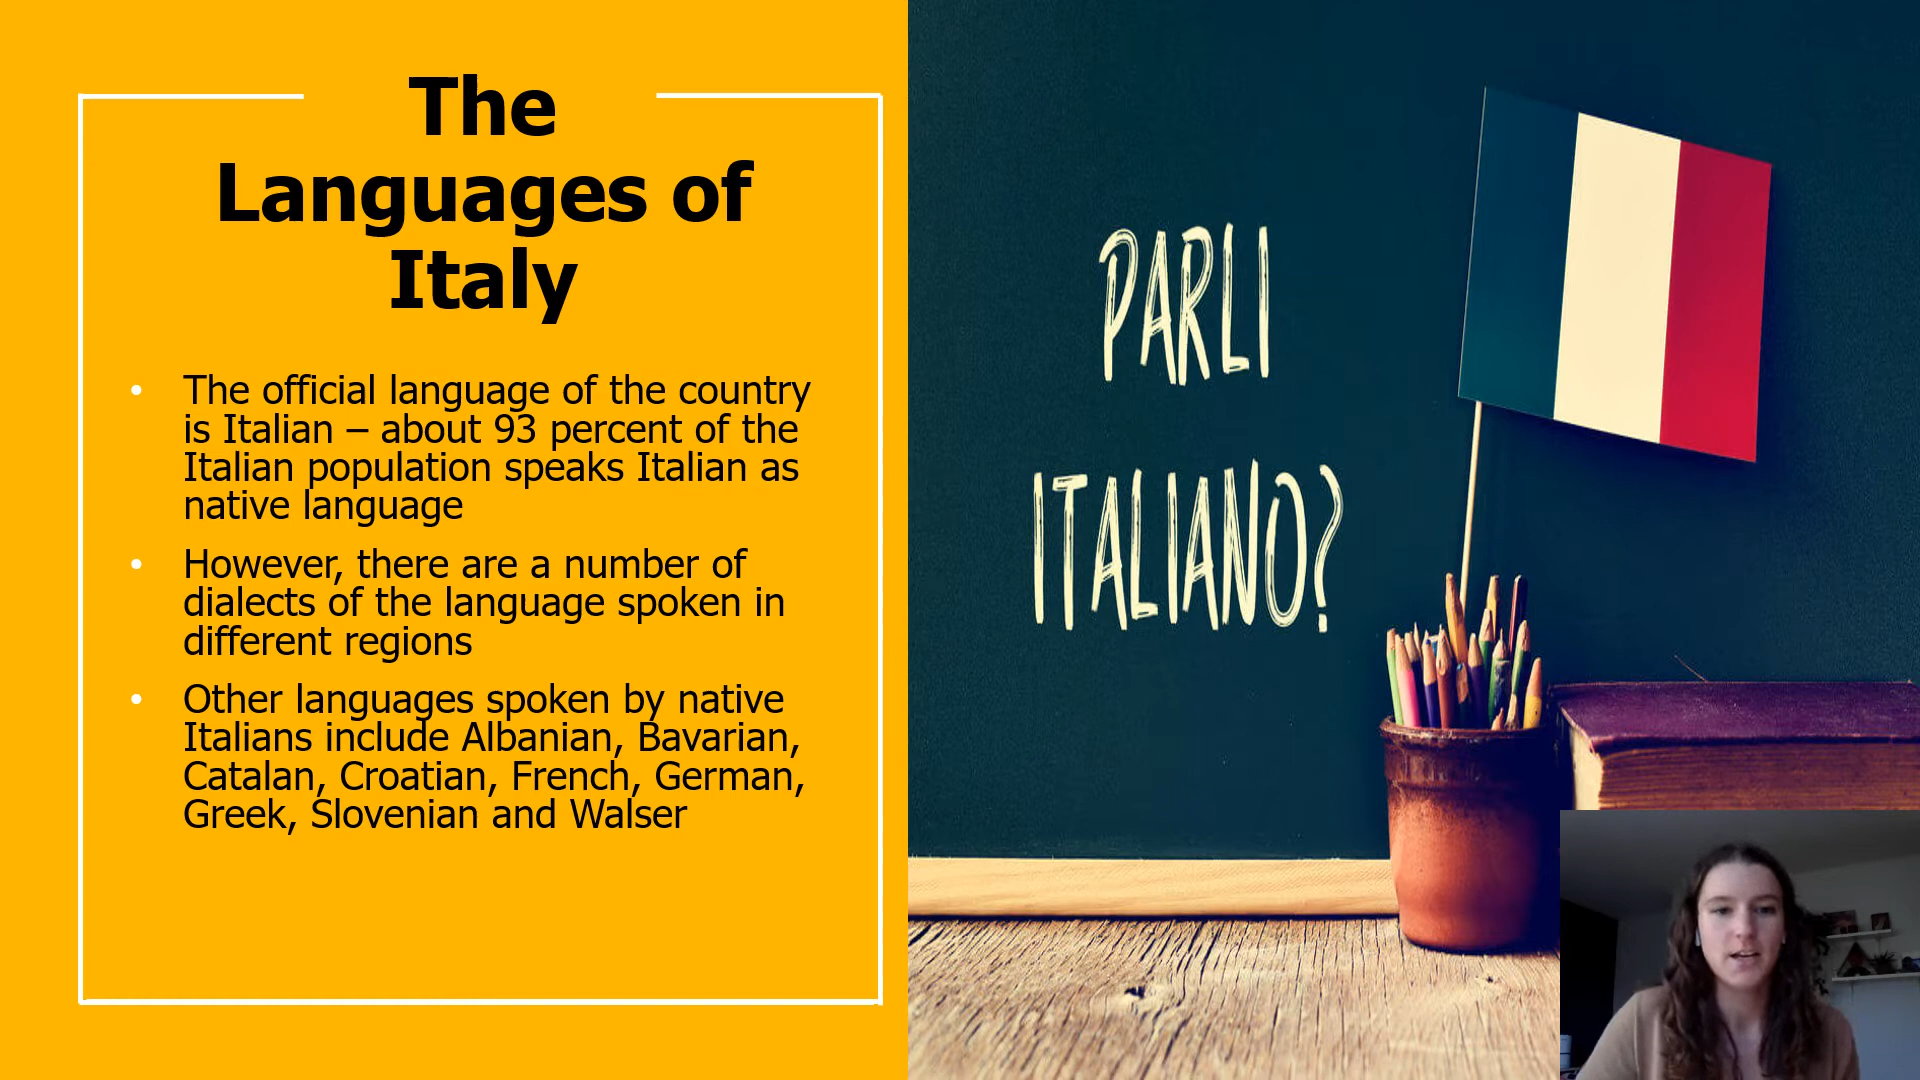 The
Languages of
Italy
• The official language of the country
is Italian – about 93 percent of the
Italian population speaks Italian as
native language
• However, there are a number of
dialects of the language spoken in
different regions
• Other languages spoken by native
Italians include Albanian, Bavarian,
Catalan, Croatian, French, German,
Greek, Slovenian and Walser
PARLI
ITALIANO?